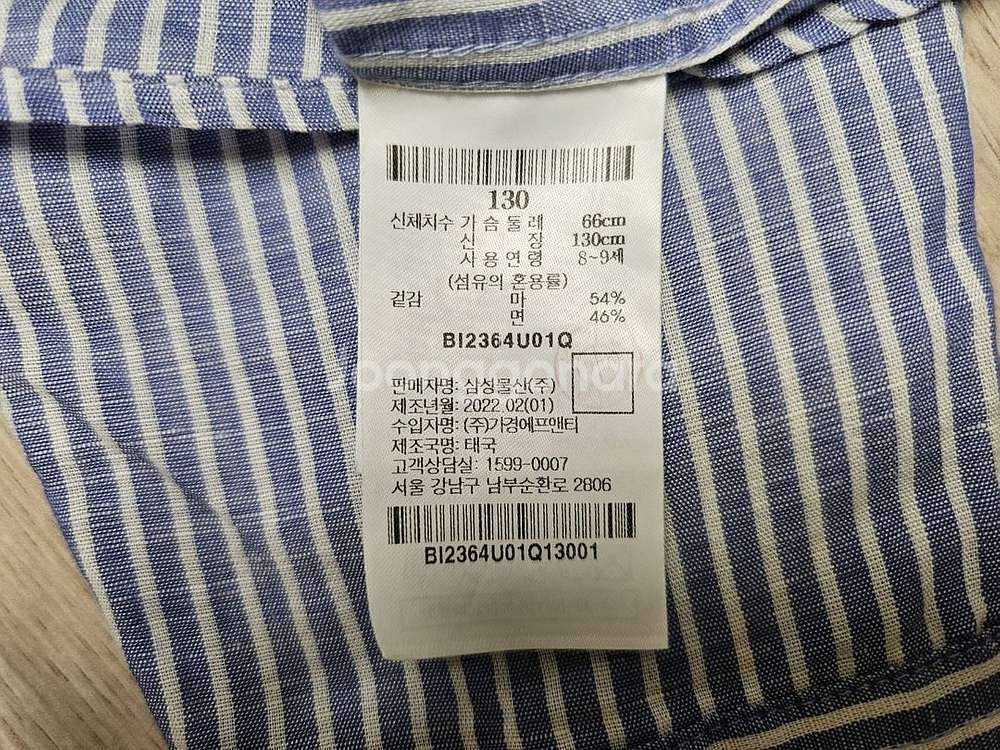 130
신체치수 가 슴 둘 레 66cm
신 장 130cm
사 용 연 령 8~9세
(섬유의 혼용률)
겉감 마 54%
면 46%
BI2364U01Q
판매자명: 삼성물산(주)
제조년월: 2022.02(01)
수입자명: (주)가경에프앤티
제조국명: 태국
고객상담실: 1599-0007
서울 강남구 남부순환로 2806
BI2364U01Q13001